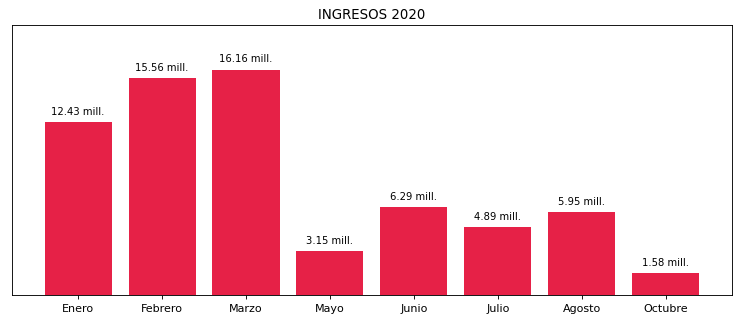 INGRESOS 2020
12.43 mill.
15.56 mill.
16.16 mill.
3.15 mill.
6.29 mill.
4.89 mill.
5.95 mill.
1.58 mill.
Enero Febrero Marzo Mayo Junio Julio Agosto Octubre